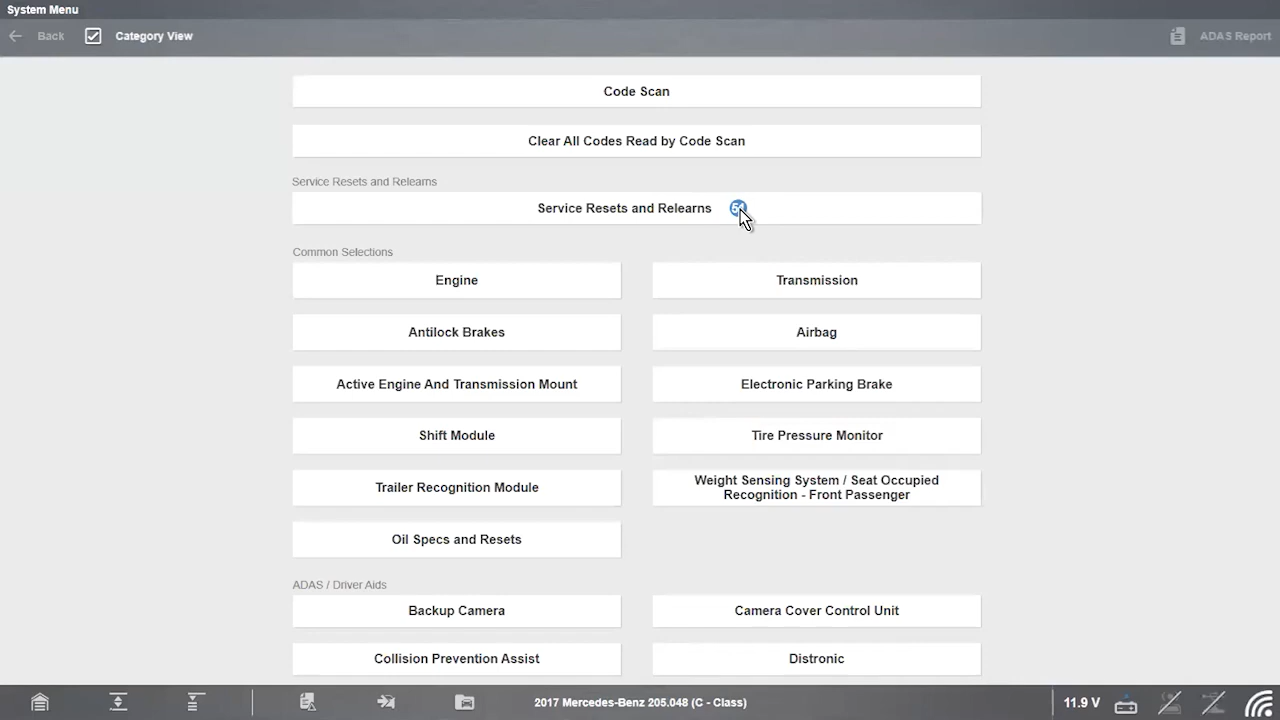 System Menu
Back
Category View
ADAS Report
Code Scan
Clear All Codes Read by Code Scan
Service Resets and Relearns
Service Resets and Relearns
Common Selections
Engine
Transmission
Antilock Brakes
Airbag
Active Engine And Transmission Mount
Electronic Parking Brake
Shift Module
Tire Pressure Monitor
Trailer Recognition Module
Weight Sensing System / Seat Occupied
Recognition - Front Passenger
Oil Specs and Resets
ADAS / Driver Aids
Backup Camera
Camera Cover Control Unit
Collision Prevention Assist
Distronic
2017 Mercedes-Benz 205.048 (C - Class)
11.9 V